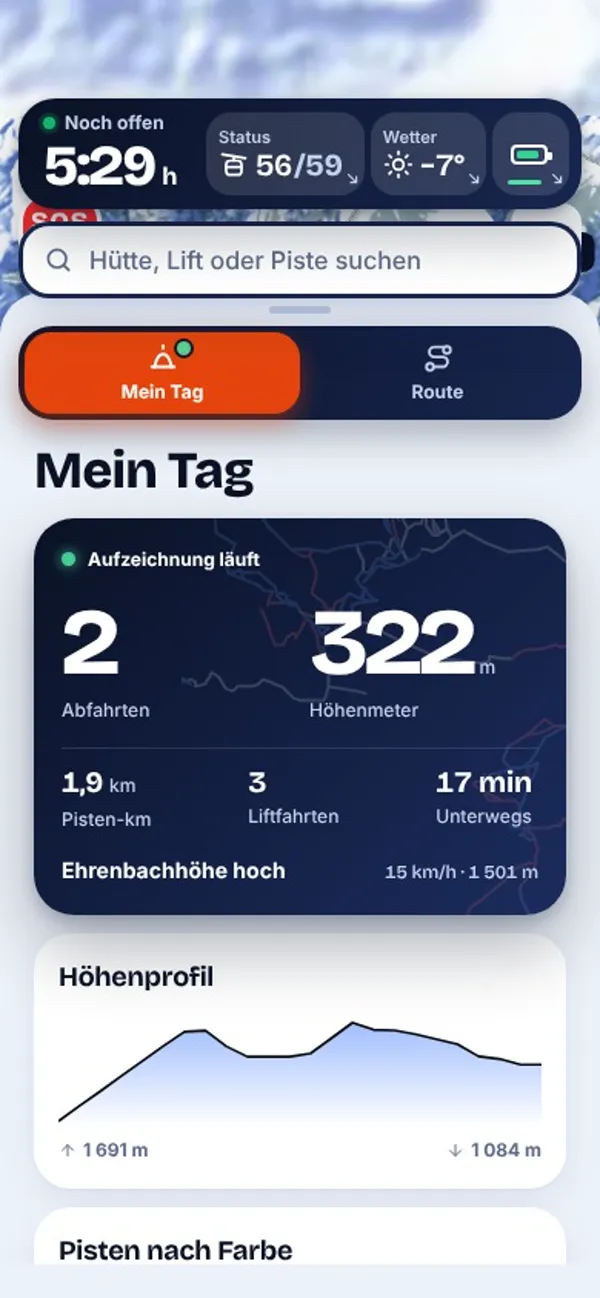 Noch offen
5:29 h
Status
56/59
Wetter
-7°
SOS
Hütte, Lift oder Piste suchen
Mein Tag
Route
Mein Tag
Aufzeichnung läuft
2
322 m
Abfahrten
Höhenmeter
1,9 km
3
17 min
Pisten-km
Liftfahrten
Unterwegs
Ehrenbachhöhe hoch
15 km/h · 1 501 m
Höhenprofil
↑ 1 691 m
↓ 1 084 m
Pisten nach Farbe